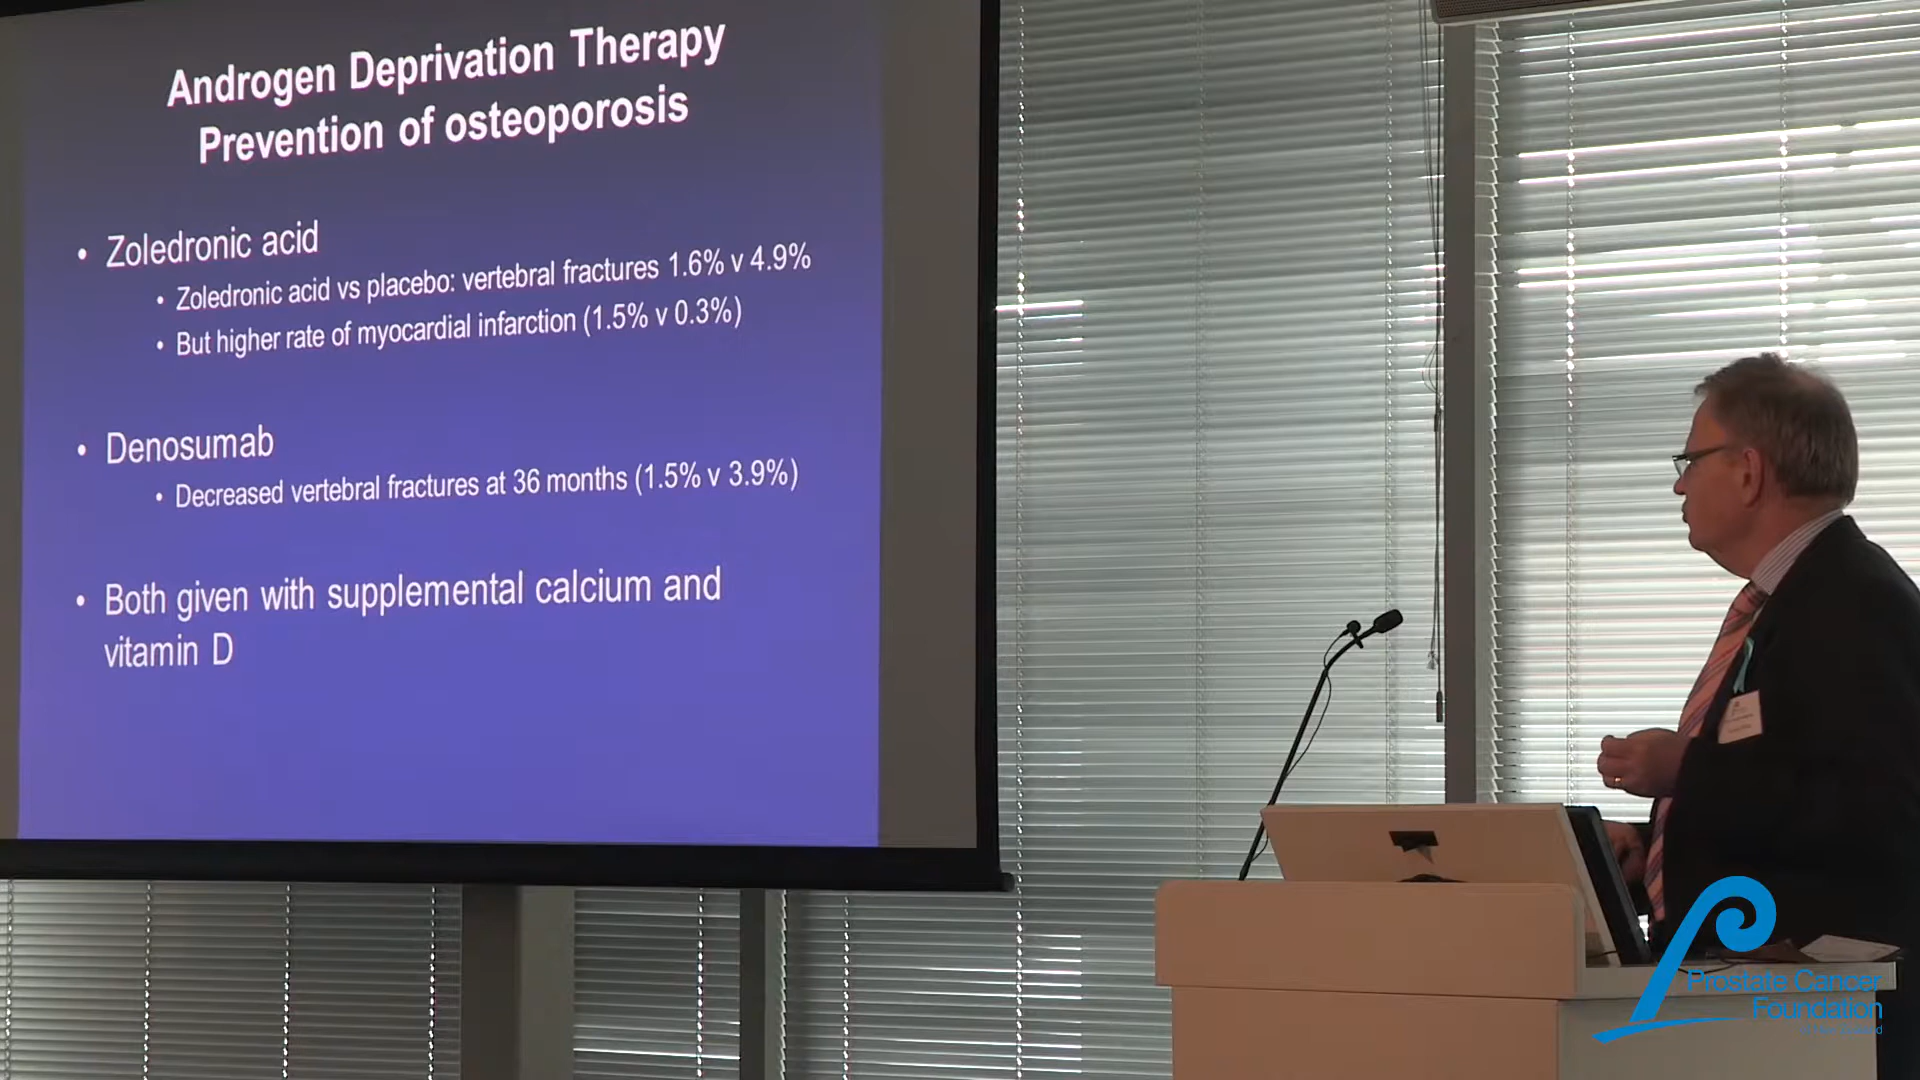 Androgen Deprivation Therapy
Prevention of osteoporosis
• Zoledronic acid
• Zoledronic acid vs placebo: vertebral fractures 1.6% v 4.9%
• But higher rate of myocardial infarction (1.5% v 0.3%)
• Denosumab
• Decreased vertebral fractures at 36 months (1.5% v 3.9%)
• Both given with supplemental calcium and
vitamin D
Prostate Cancer
Foundation